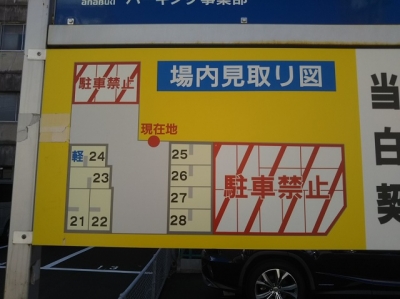 anabuki パーキング事業部
場内見取り図
駐車禁止
現在地
軽 24
23
21 22
25
26
27
28
駐車禁止
当
白
契